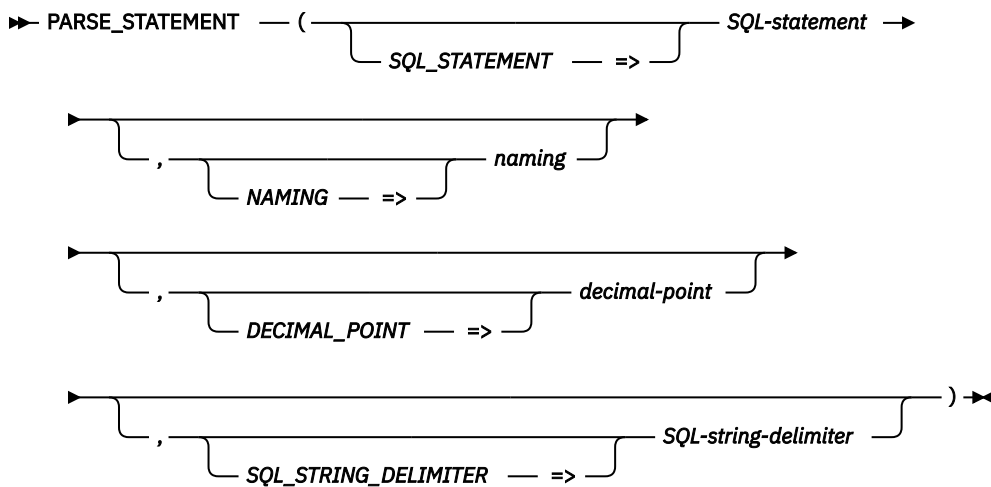 PARSE_STATEMENT ( SQL-statement
SQL_STATEMENT =>
, naming
NAMING =>
, decimal-point
DECIMAL_POINT =>
)
, SQL-string-delimiter
SQL_STRING_DELIMITER =>